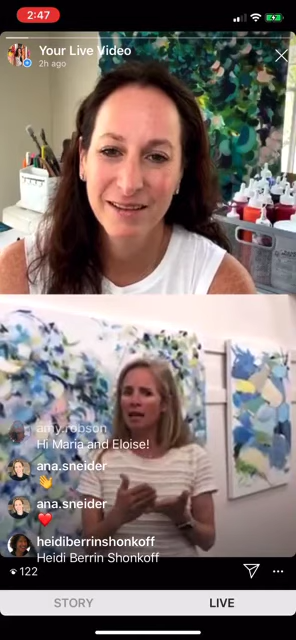 2:47
Your Live Video
2h ago
amy.robson
Hi Maria and Eloise!
ana.sneider
👋
ana.sneider
❤️
heidiberrinshonkoff
Heidi Berrin Shonkoff
122
STORY
LIVE